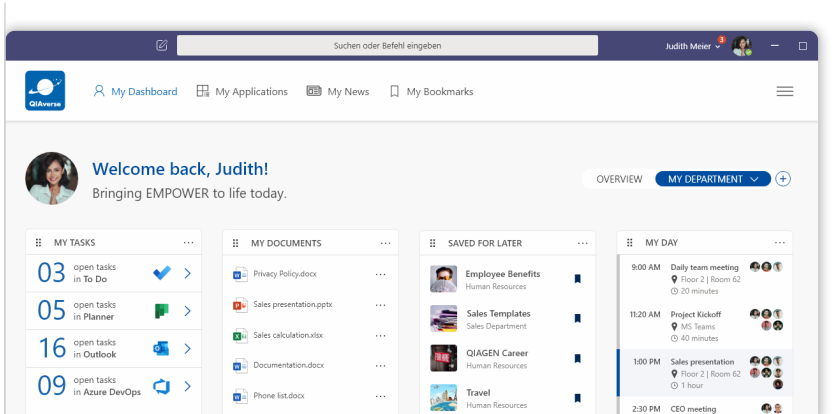 Suchen oder Befehl eingeben
Judith Meier
3
QIAverse
My Dashboard
My Applications
My News
My Bookmarks
Welcome back, Judith!
Bringing EMPOWER to life today.
OVERVIEW
MY DEPARTMENT
MY TASKS
03 open tasks
in To Do
05 open tasks
in Planner
16 open tasks
in Outlook
09 open tasks
in Azure DevOps
MY DOCUMENTS
Privacy Policy.docx
Sales presentation.pptx
Sales calculation.xlsx
Documentation.docx
Phone list.docx
SAVED FOR LATER
Employee Benefits
Human Resources
Sales Templates
Sales Department
QIAGEN Career
Human Resources
Travel
Human Resources
MY DAY
9:00 AM Daily team meeting
Floor 2 | Room 62
20 minutes
11:20 AM Project Kickoff
MS Teams
40 minutes
1:00 PM Sales presentation
Floor 2 | Room 62
1 hour
2:30 PM CEO meeting